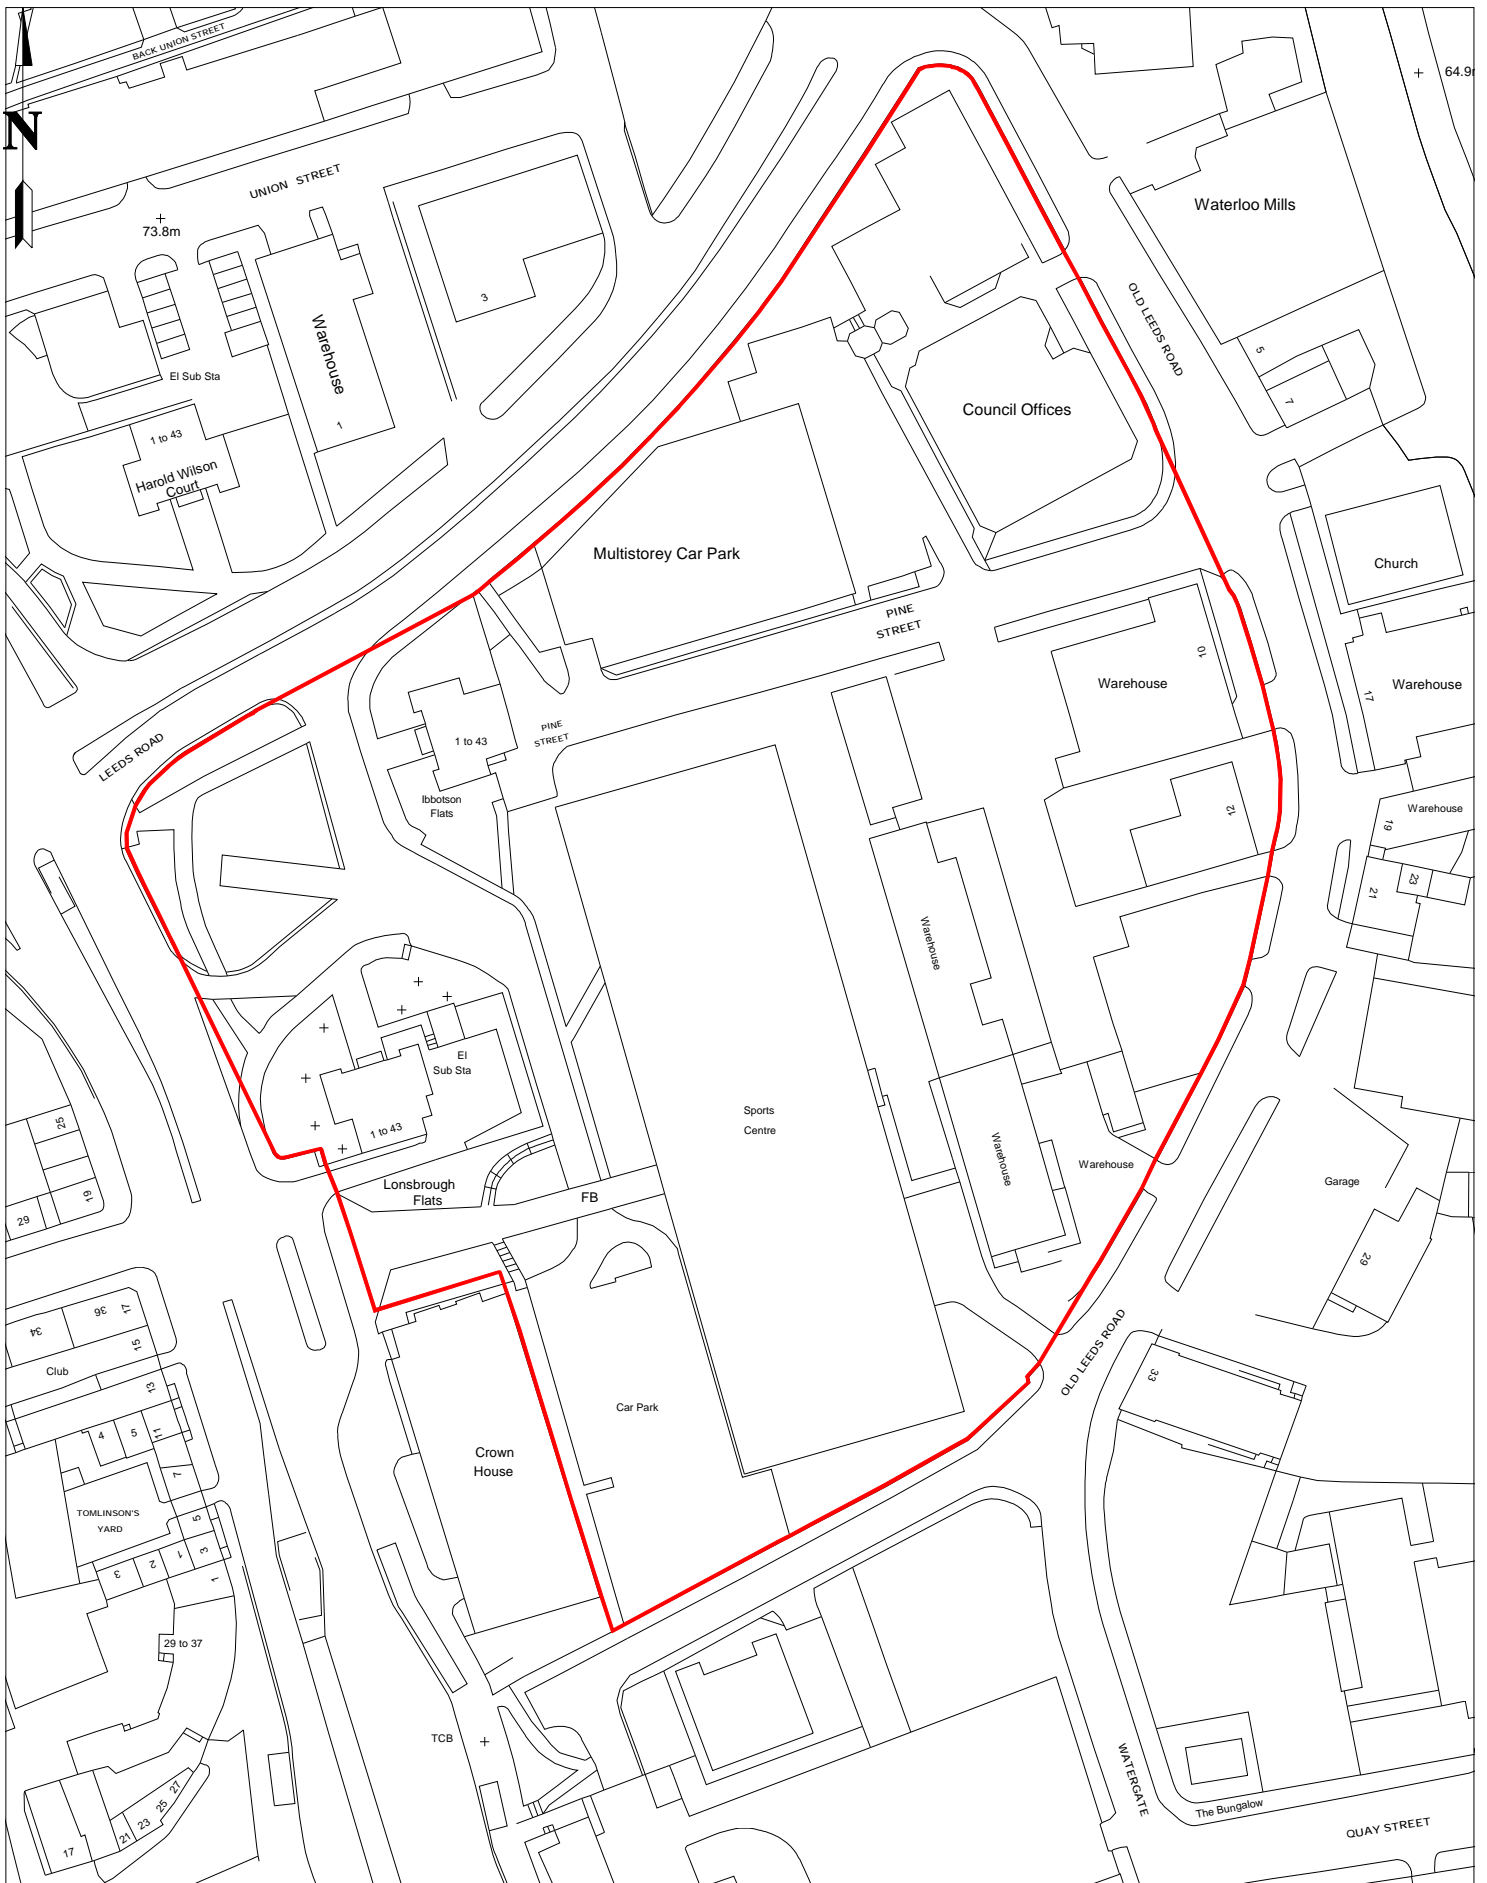 BACK UNION STREET
64.9
N
UNION STREET
73.8m
Waterloo Mills
3
OLD LEEDS ROAD
Warehouse
1
El Sub Sta
5
7
Council Offices
1 to 43
Harold Wilson
Court
Multistorey Car Park
Church
PINE
STREET
10
Warehouse
17
Warehouse
LEEDS ROAD
PINE
STREET
1 to 43
Ibbotson
Flats
12
Warehouse
19
23
21
Warehouse
El
Sub Sta
25
19
29
1 to 43
Sports
Centre
Warehouse
Warehouse
Garage
Lonsbrough
Flats
FB
29
OLD LEEDS ROAD
17
36
34
15
Club
13
33
Car Park
4
5
11
7
Crown
House
TOMLINSON'S
YARD
5
3
1
2
3
1
29 to 37
TCB
WATERGATE
The Bungalow
QUAY STREET
27
25
23
21
17